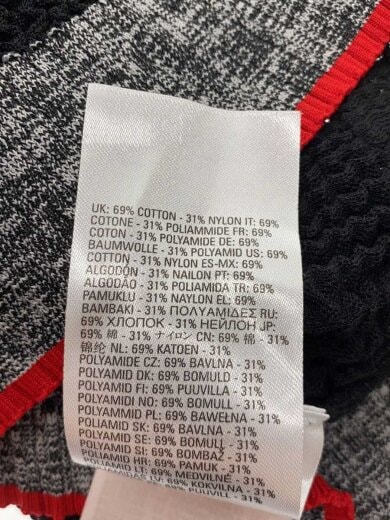 UK: 69% COTTON - 31% NYLON IT: 69%
COTONE - 31% POLIAMMIDE FR: 69%
COTON - 31% POLYAMIDE DE: 69%
BAUMWOLLE - 31% POLYAMID US: 69%
COTTON - 31% NYLON ES-MX: 69%
ALGODÓN - 31% NAILON PT: 69%
ALGODÃO - 31% POLIAMIDA TR: 69%
PAMUKLU - 31% NAYLON EL: 69%
BAMBAKI - 31% ΠΟΛΥΑΜΙΔΕΣ RU:
69% ХЛОПОК - 31% НЕЙЛОН JP:
69% 綿 - 31% ナイロン CN: 69% 棉 - 31%
锦纶 NL: 69% KATOEN - 31%
POLYAMIDE CZ: 69% BAVLNA - 31%
POLYAMID DK: 69% BOMULD - 31%
POLYAMID FI: 69% PUUVILLA - 31%
POLYAMIDI NO: 69% BOMULL - 31%
POLYAMMID PL: 69% BAWEŁNA - 31%
POLIAMID SK: 69% BAVLNA - 31%
POLYAMID SE: 69% BOMULL - 31%
POLYAMID SI: 69% BOMBAŽ - 31%
POLIAMID HR: 69% PAMUK - 31%
POLIAMID LT: 69% MEDVILNĖ - 31%
LV: 69% KOKVILNA - 31%
69% PUUVILL - 31%